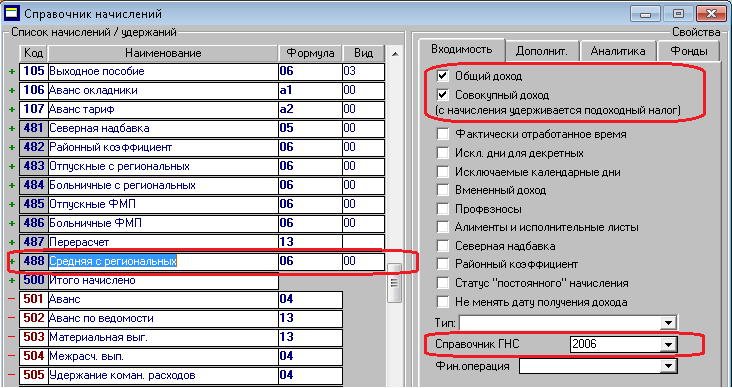 Справочник начислений
Список начислений / удержаний
Код Наименование Формула Вид
+ 105 Выходное пособие 06 03
+ 106 Аванс окладники a1 00
+ 107 Аванс тариф a2 00
+ 481 Северная надбавка 05 00
+ 482 Районный коэффициент 06 00
+ 483 Отпускные с региональных 06 00
+ 484 Больничные с региональных 06 00
+ 485 Отпускные ФМП 06 00
+ 486 Больничные ФМП 06 00
+ 487 Перерасчет 13
+ 488 Средняя с региональных 06 00
+ 500 Итого начислено
− 501 Аванс 04
− 502 Аванс по ведомости 13
− 503 Материальная выг. 13
− 504 Межрасч. вып. 04
− 505 Удержание коман. расходов 04
Свойства
Входимость Дополнит. Аналитика Фонды
Общий доход
Совокупный доход
(с начисления удерживается подоходный налог)
Фактически отработанное время
Искл. дни для декретных
Исключаемые календарные дни
Вмененный доход
Профвзносы
Алименты и исполнительные листы
Северная надбавка
Районный коэффициент
Статус "постоянного" начисления
Не менять дату получения дохода
Тип:
Справочник ГНС 2006
Фин.операция